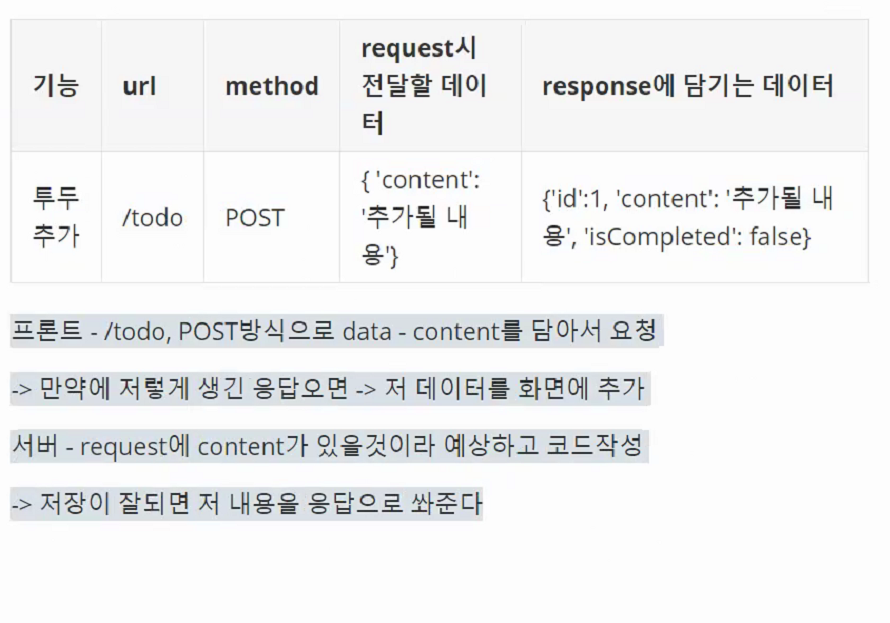 기능
url
method
request시
전달할 데이
터
response에 담기는 데이터
투두
추가
/todo
POST
{ 'content':
'추가될 내
용'}
{'id':1, 'content': '추가될 내
용', 'isCompleted': false}
프론트 - /todo, POST방식으로 data - content를 담아서 요청
-> 만약에 저렇게 생긴 응답오면 -> 저 데이터를 화면에 추가
서버 - request에 content가 있을것이라 예상하고 코드작성
-> 저장이 잘되면 저 내용을 응답으로 쏴준다